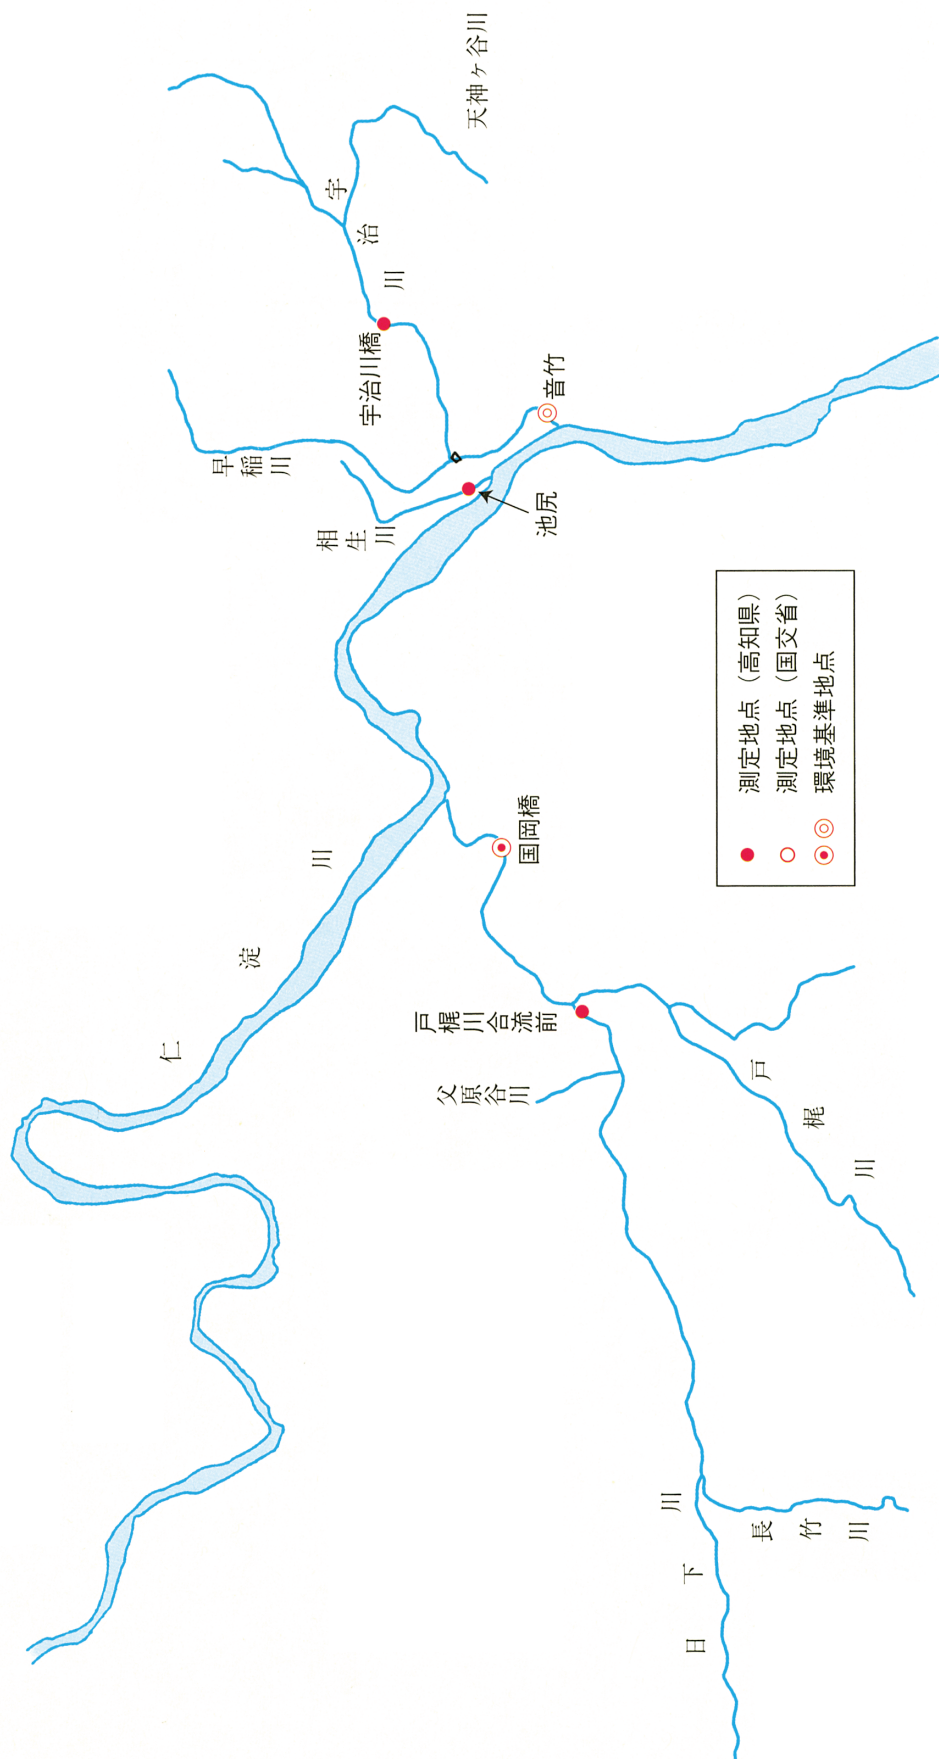 天神ヶ谷川
宇治川
宇治川橋
早稲川
音竹
相生川
池尻
仁淀川
国岡橋
戸梶川合流前
父原谷川
戸梶川
長竹川
日下川
測定地点（高知県）
測定地点（国交省）
環境基準地点